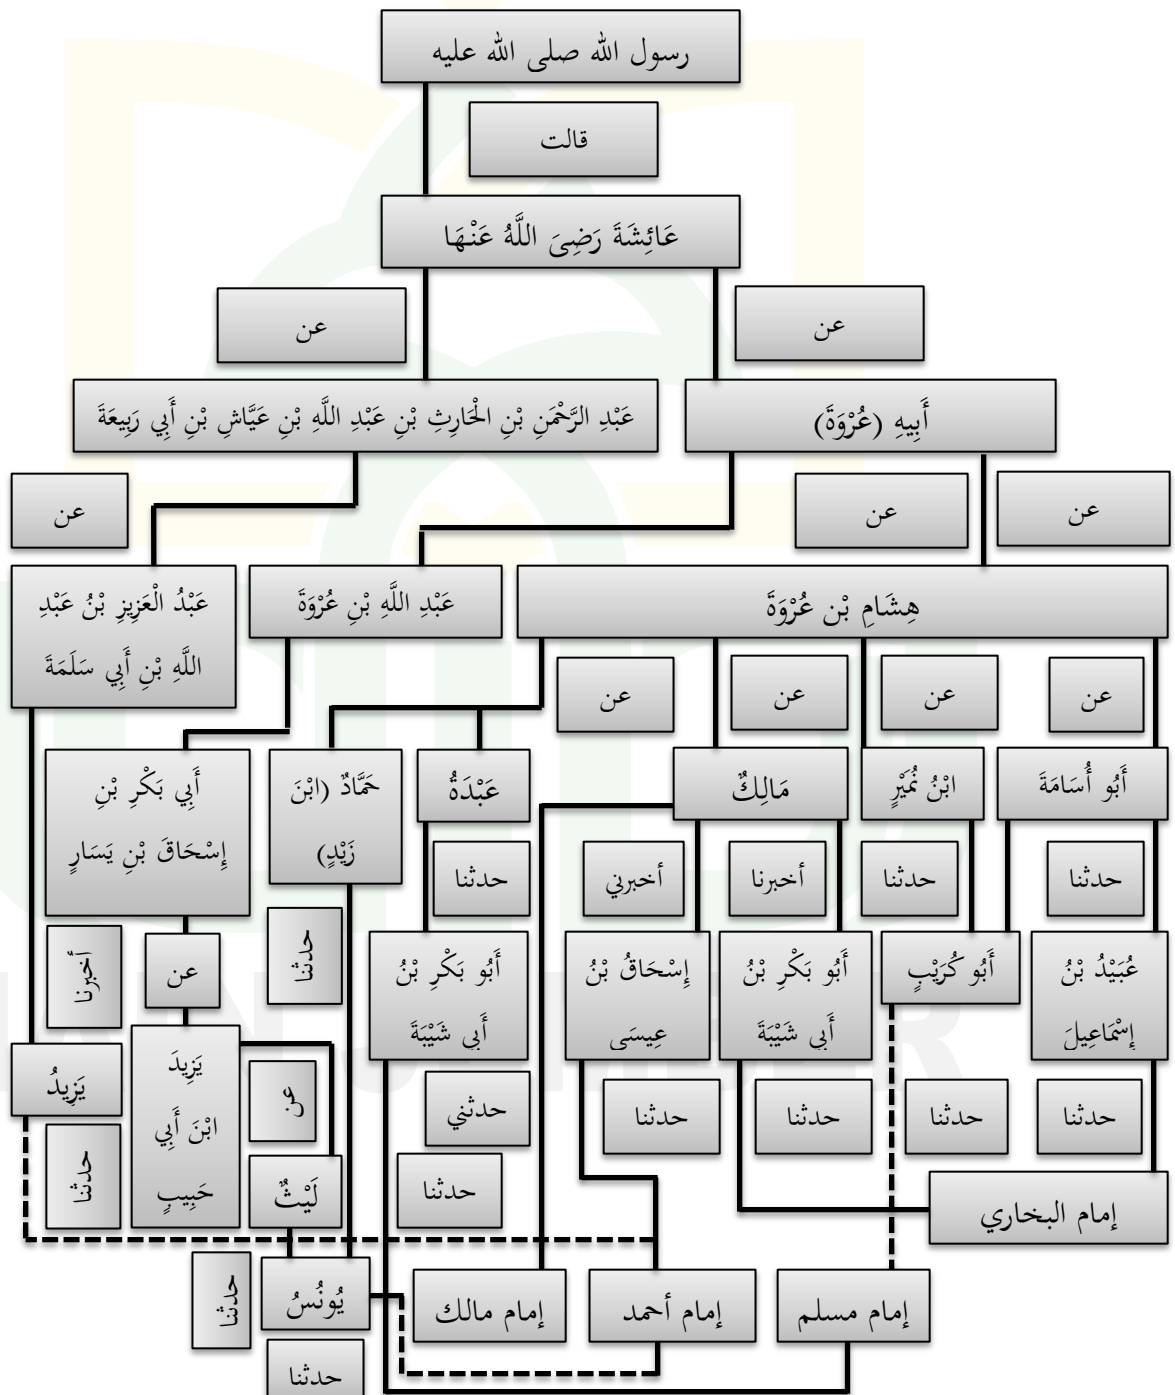 رسول الله صلى الله عليه
قالت
عَائِشَةَ رَضِىَ اللَّهُ عَنْهَا
عن
عن
أَبِيهِ (عُرْوَةَ)
عَبْدِ الرَّحْمَنِ بْنِ الْحَارِثِ بْنِ عَبْدِ اللَّهِ بْنِ عَيَّاشِ بْنِ أَبِي رَبِيعَةَ
عن
عن
عن
هِشَامِ بْن عُرْوَةَ
عَبْدِ اللَّهِ بْنِ عُرْوَةَ
عَبْدُ الْعَزِيزِ بْنُ عَبْدِ
اللَّهِ بْنِ أَبِي سَلَمَةَ
عن
عن
عن
عن
أَبُو أُسَامَةَ
ابْنُ نُمَيْرٍ
مَالِكٌ
عَبْدَةُ
حَمَّادٌ (ابْنَ
زَيْدٍ)
أَبِي بَكْرِ بْنِ
إِسْحَاقَ بْنِ يَسَارٍ
حدثنا
حدثنا
أخبرنا
أخبرني
حدثنا
حدثنا
عن
أخبرنا
عُبَيْدُ بْنُ
إِسْمَاعِيلَ
أَبُو كُرَيْبٍ
أَبُو بَكْرِ بْنُ
أَبِي شَيْبَةَ
إِسْحَاقُ بْنُ
عِيسَى
أَبُو بَكْرِ بْنُ
أَبِي شَيْبَةَ
يَزِيدَ
ابْنَ أَبِي
حَبِيبٍ
يَزِيدُ
حدثنا
حدثنا
حدثنا
حدثنا
حدثني
عن
حدثنا
حدثنا
لَيْثٌ
إمام البخاري
إمام مسلم
إمام أحمد
إمام مالك
يُونُسُ
حدثنا
حدثنا